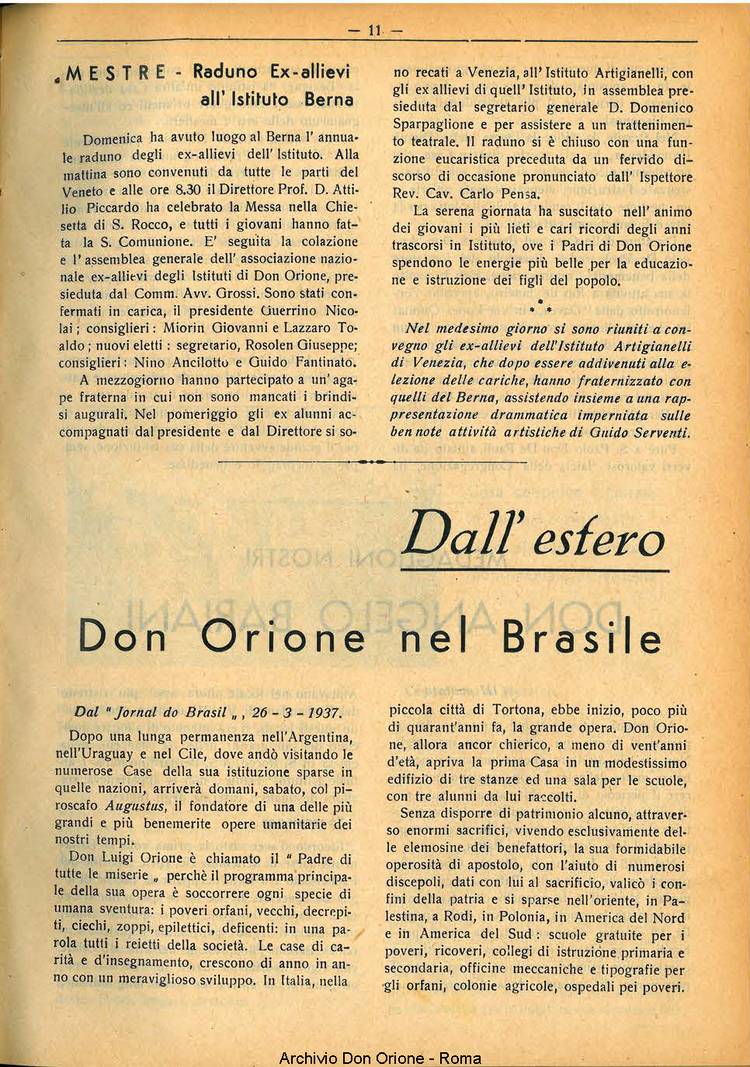 — 11 —
MESTRE - Raduno Ex-allievi
all' Istituto Berna
Domenica ha avuto luogo al Berna l' annua-
le raduno degli ex-allievi dell' Istituto. Alla
mattina sono convenuti da tutte le parti del
Veneto e alle ore 8.30 il Direttore Prof. D. Atti-
lio Piccardo ha celebrato la Messa nella Chie-
setta di S. Rocco, e tutti i giovani hanno fat-
ta la S. Comunione. E' seguita la colazione
e l' assemblea generale dell' associazione nazio-
nale ex-allievi degli Istituti di Don Orione, pre-
sieduta dal Comm. Avv. Grossi. Sono stati con-
fermati in carica, il presidente Guerrino Nico-
lai ; consiglieri : Miorin Giovanni e Lazzaro To-
aldo ; nuovi eletti : segretario, Rosolen Giuseppe;
consiglieri : Nino Ancilotto e Guido Fantinato.
A mezzogiorno hanno partecipato a un' aga-
pe fraterna in cui non sono mancati i brindi-
si augurali. Nel pomeriggio gli ex alunni ac-
compagnati dal presidente e dal Direttore si so-
no recati a Venezia, all' Istituto Artigianelli, con
gli ex allievi di quell' Istituto, in assemblea pre-
sieduta dal segretario generale D. Domenico
Sparpaglione e per assistere a un trattenimen-
to teatrale. Il raduno si è chiuso con una fun-
zione eucaristica preceduta da un fervido di-
scorso di occasione pronunciato dall' Ispettore
Rev. Cav. Carlo Pensa.
La serena giornata ha suscitato nell' animo
dei giovani i più lieti e cari ricordi degli anni
trascorsi in Istituto, ove i Padri di Don Orione
spendono le energie più belle per la educazio-
ne e istruzione dei figli del popolo.
* * *
Nel medesimo giorno si sono riuniti a con-
vegno gli ex-allievi dell'Istituto Artigianelli
di Venezia, che dopo essere addivenuti alla e-
lezione delle cariche, hanno fraternizzato con
quelli del Berna, assistendo insieme a una rap-
presentazione drammatica imperniata sulle
ben note attività artistiche di Guido Serventi.
Dall' estero
Don Orione nel Brasile
Dal " Jornal do Brasil „ , 26 - 3 - 1937.
Dopo una lunga permanenza nell'Argentina,
nell'Uraguay e nel Cile, dove andò visitando le
numerose Case della sua istituzione sparse in
quelle nazioni, arriverà domani, sabato, col pi-
roscafo Augustus, il fondatore di una delle più
grandi e più benemerite opere umanitarie dei
nostri tempi.
Don Luigi Orione è chiamato il " Padre di
tutte le miserie „ perchè il programma principa-
le della sua opera è soccorrere ogni specie di
umana sventura: i poveri orfani, vecchi, decrepi-
ti, ciechi, zoppi, epilettici, deficenti: in una pa-
rola tutti i reietti della società. Le case di ca-
rità e d'insegnamento, crescono di anno in an-
no con un meraviglioso sviluppo. In Italia, nella
piccola città di Tortona, ebbe inizio, poco più
di quarant'anni fa, la grande opera. Don Orio-
ne, allora ancor chierico, a meno di vent'anni
d'età, apriva la prima Casa in un modestissimo
edifizio di tre stanze ed una sala per le scuole,
con tre alunni da lui raccolti.
Senza disporre di patrimonio alcuno, attraver-
so enormi sacrifici, vivendo esclusivamente del-
le elemosine dei benefattori, la sua formidabile
operosità di apostolo, con l'aiuto di numerosi
discepoli, dati con lui al sacrificio, valicò i con-
fini della patria e si sparse nell'oriente, in Pa-
lestina, a Rodi, in Polonia, in America del Nord
e in America del Sud : scuole gratuite per i
poveri, ricoveri, collegi di istruzione primaria e
secondaria, officine meccaniche e tipografie per
gli orfani, colonie agricole, ospedali pei poveri.
Archivio Don Orione - Roma